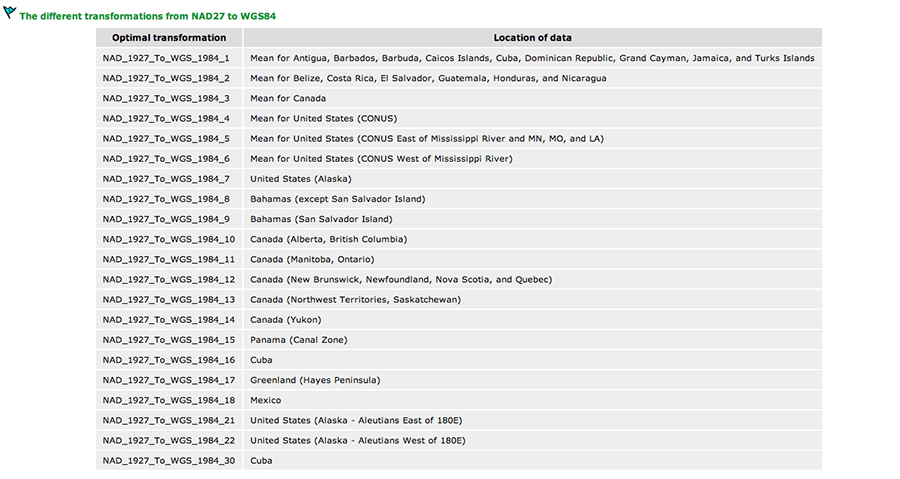 The different transformations from NAD27 to WGS84
Optimal transformation Location of data
NAD_1927_To_WGS_1984_1 Mean for Antigua, Barbados, Barbuda, Caicos Islands, Cuba, Dominican Republic, Grand Cayman, Jamaica, and Turks Islands
NAD_1927_To_WGS_1984_2 Mean for Belize, Costa Rica, El Salvador, Guatemala, Honduras, and Nicaragua
NAD_1927_To_WGS_1984_3 Mean for Canada
NAD_1927_To_WGS_1984_4 Mean for United States (CONUS)
NAD_1927_To_WGS_1984_5 Mean for United States (CONUS East of Mississippi River and MN, MO, and LA)
NAD_1927_To_WGS_1984_6 Mean for United States (CONUS West of Mississippi River)
NAD_1927_To_WGS_1984_7 United States (Alaska)
NAD_1927_To_WGS_1984_8 Bahamas (except San Salvador Island)
NAD_1927_To_WGS_1984_9 Bahamas (San Salvador Island)
NAD_1927_To_WGS_1984_10 Canada (Alberta, British Columbia)
NAD_1927_To_WGS_1984_11 Canada (Manitoba, Ontario)
NAD_1927_To_WGS_1984_12 Canada (New Brunswick, Newfoundland, Nova Scotia, and Quebec)
NAD_1927_To_WGS_1984_13 Canada (Northwest Territories, Saskatchewan)
NAD_1927_To_WGS_1984_14 Canada (Yukon)
NAD_1927_To_WGS_1984_15 Panama (Canal Zone)
NAD_1927_To_WGS_1984_16 Cuba
NAD_1927_To_WGS_1984_17 Greenland (Hayes Peninsula)
NAD_1927_To_WGS_1984_18 Mexico
NAD_1927_To_WGS_1984_21 United States (Alaska - Aleutians East of 180E)
NAD_1927_To_WGS_1984_22 United States (Alaska - Aleutians West of 180E)
NAD_1927_To_WGS_1984_30 Cuba